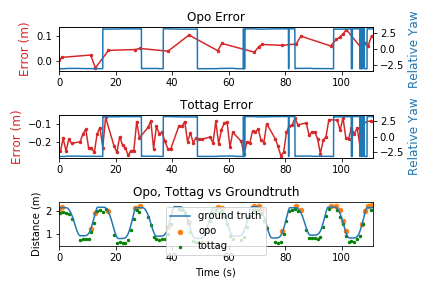 Opo Error
Error (m)
0.1
0.0
2.5
0.0
−2.5
Relative Yaw
0 20 40 60 80 100
Tottag Error
Error (m)
−0.1
−0.2
2.5
0.0
−2.5
Relative Yaw
0 20 40 60 80 100
Opo, Tottag vs Groundtruth
Distance (m)
2
1
ground truth
opo
tottag
0 20 40 60 80 100
Time (s)